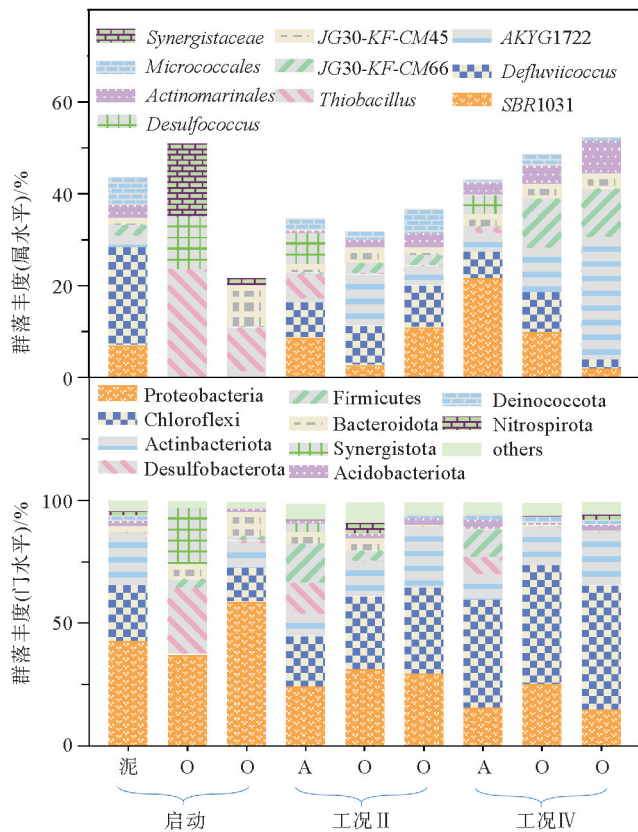 80
60
40
20
0
群落丰度(属水平)/%
Synergistaceae
JG30-KF-CM45
AKYG1722
Micrococcales
JG30-KF-CM66
Defluviicoccus
Actinomarinales
Thiobacillus
SBR1031
Desulfococcus
Proteobacteria
Firmicutes
Deinococcota
Chloroflexi
Bacteroidota
Nitrospirota
Actinbacteriota
Synergistota
others
Desulfobacterota
Acidobacteriota
100
50
0
群落丰度(门水平)/%
泥 O O A O O A O O
启动 工况Ⅱ 工况Ⅳ